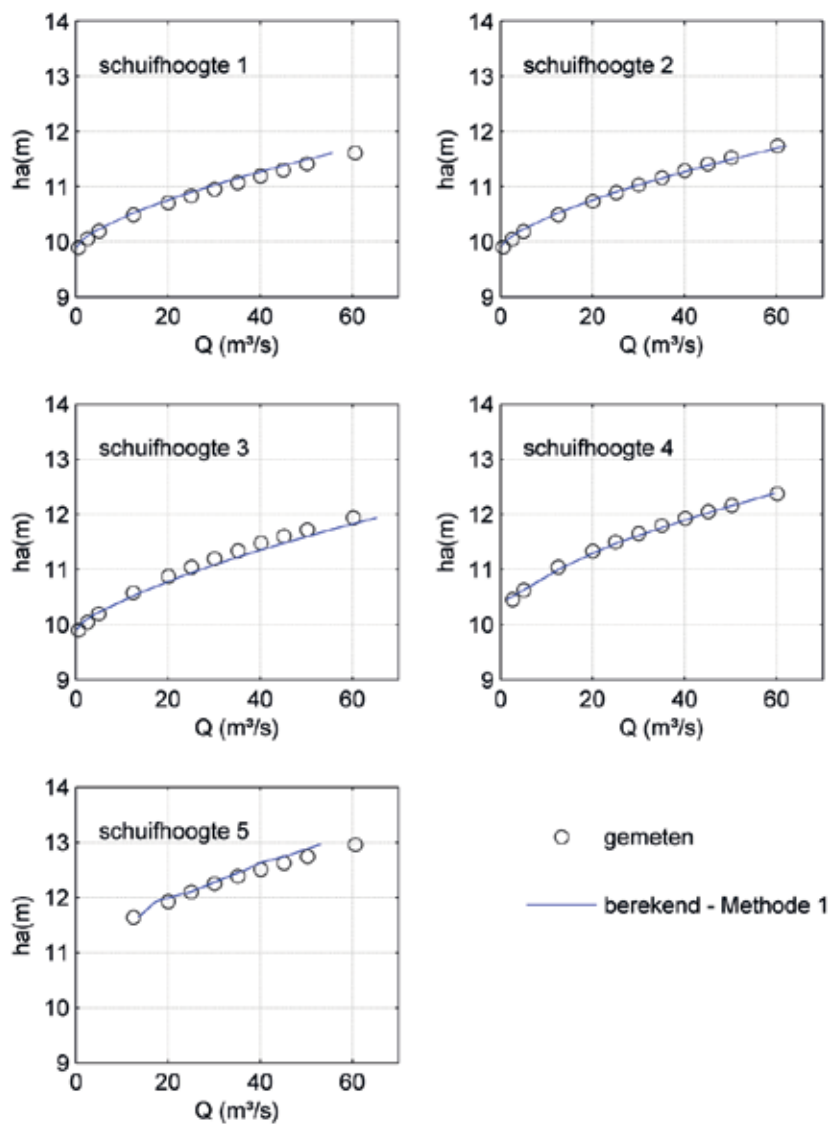 14
13
12
11
10
9
ha(m)
schuifhoogte 1
0 20 40 60
Q (m³/s)
14
13
12
11
10
9
ha(m)
schuifhoogte 2
0 20 40 60
Q (m³/s)
14
13
12
11
10
9
ha(m)
schuifhoogte 3
0 20 40 60
Q (m³/s)
14
13
12
11
10
9
ha(m)
schuifhoogte 4
0 20 40 60
Q (m³/s)
14
13
12
11
10
9
ha(m)
schuifhoogte 5
0 20 40 60
Q (m³/s)
gemeten
berekend - Methode 1